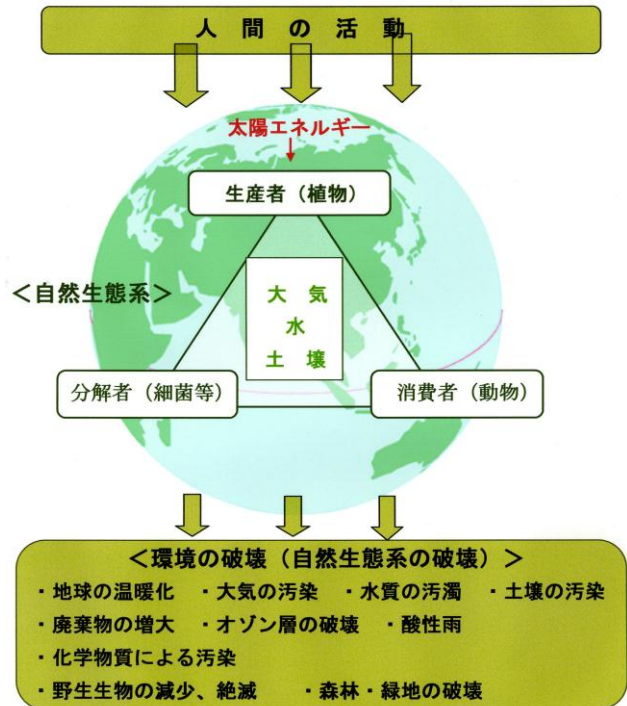 人間の活動
太陽エネルギー
生産者（植物）
＜自然生態系＞
大気
水
土壌
分解者（細菌等）
消費者（動物）
＜環境の破壊（自然生態系の破壊）＞
・地球の温暖化　・大気の汚染　・水質の汚濁　・土壌の汚染
・廃棄物の増大　・オゾン層の破壊　・酸性雨
・化学物質による汚染
・野生生物の減少、絶滅　・森林・緑地の破壊